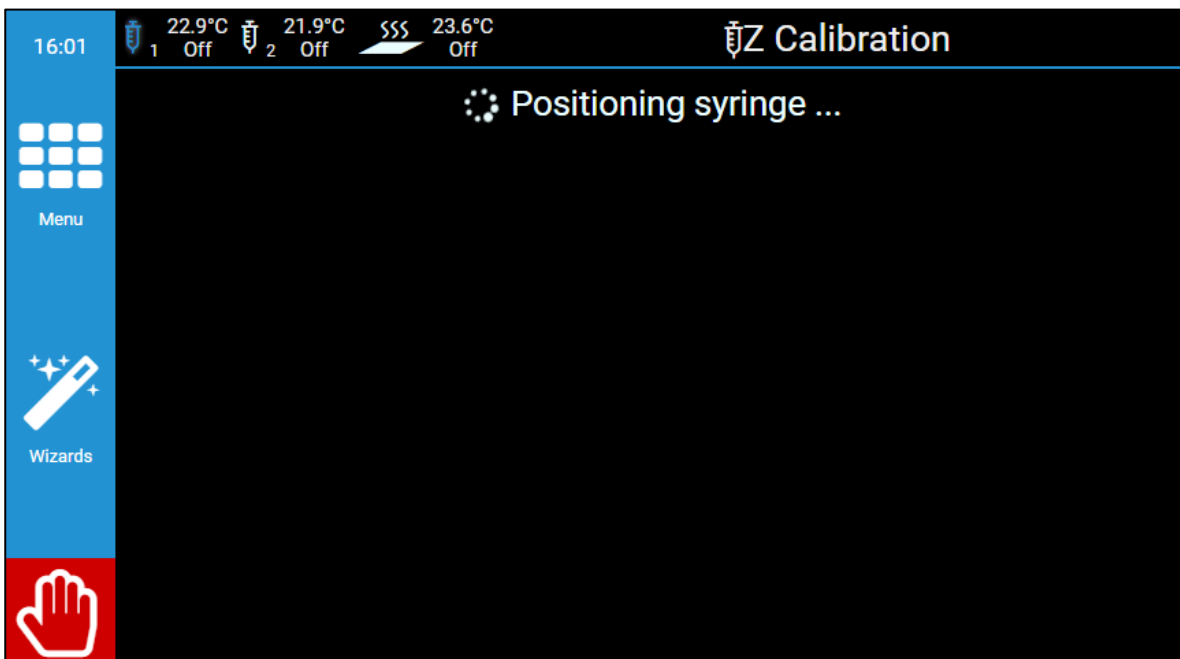 16:01
1 22.9°C Off
2 21.9°C Off
23.6°C Off
Z Calibration
Positioning syringe ...
Menu
Wizards